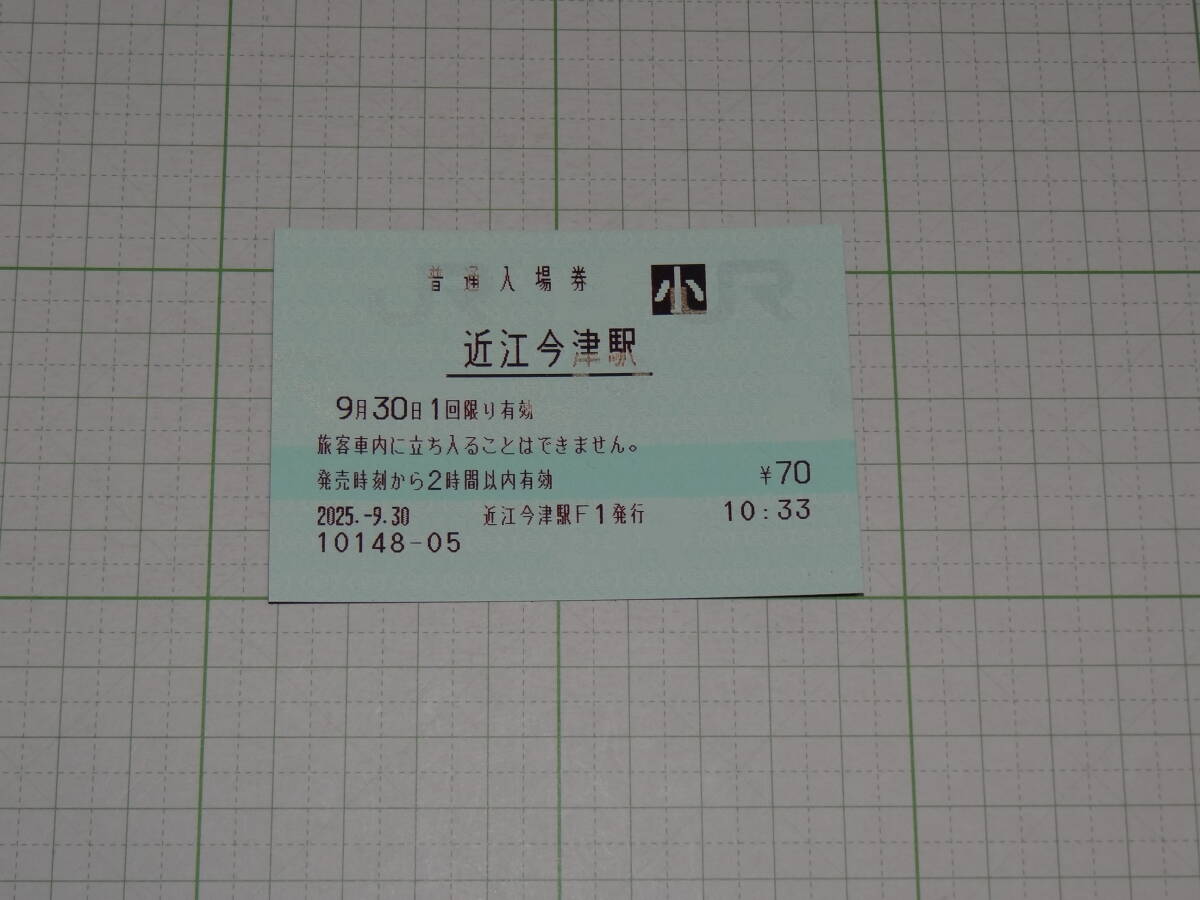 普通入場券 小
近江今津駅
9月30日1回限り有効
旅客車内に立ち入ることはできません。
発売時刻から2時間以内有効 ¥70
2025.-9.30 近江今津駅F1発行 10:33
10148-05